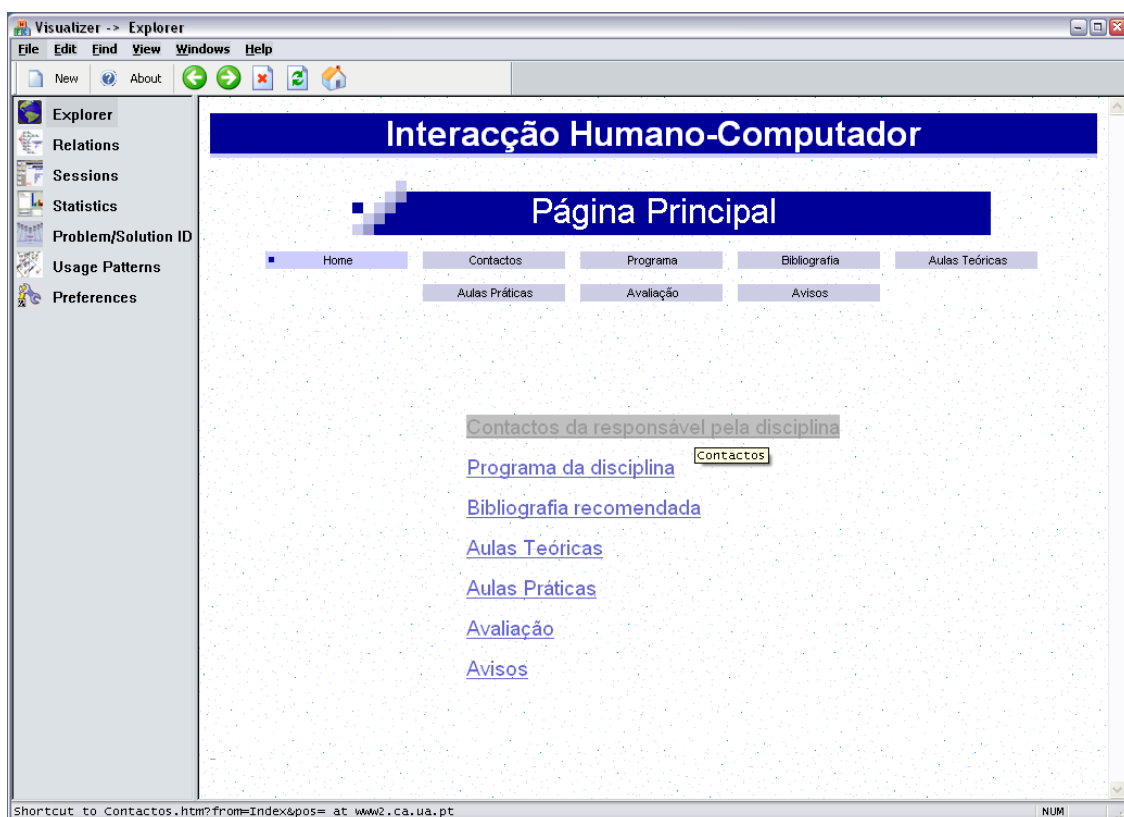 Visualizer -> Explorer
File Edit Find View Windows Help
New About
Explorer
Relations
Sessions
Statistics
Problem/Solution ID
Usage Patterns
Preferences
Interacção Humano-Computador
Página Principal
Home Contactos Programa Bibliografia Aulas Teóricas
Aulas Práticas Avaliação Avisos
Contactos da responsável pela disciplina
Contactos
Programa da disciplina
Bibliografia recomendada
Aulas Teóricas
Aulas Práticas
Avaliação
Avisos
Shortcut to Contactos.htm?from=Index&pos= at www2.ca.ua.pt NUM